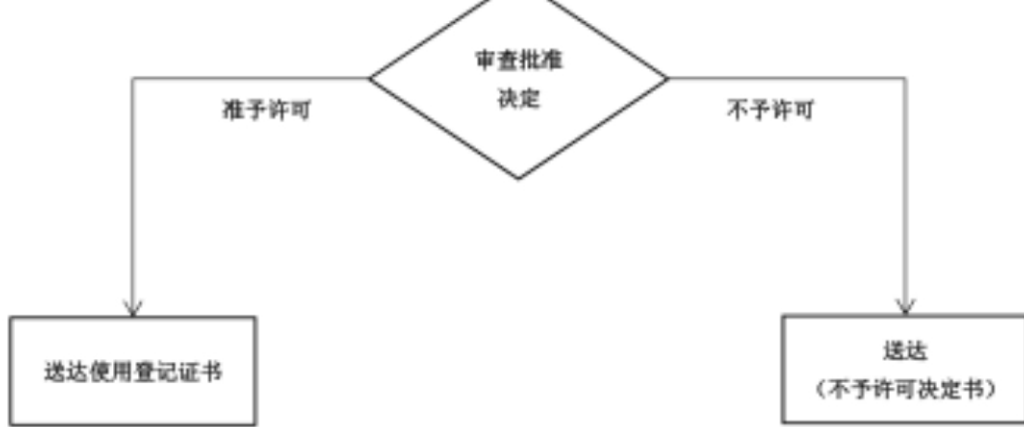 审查批准
决定
准予许可
不予许可
送达使用登记证书
送达
（不予许可决定书）